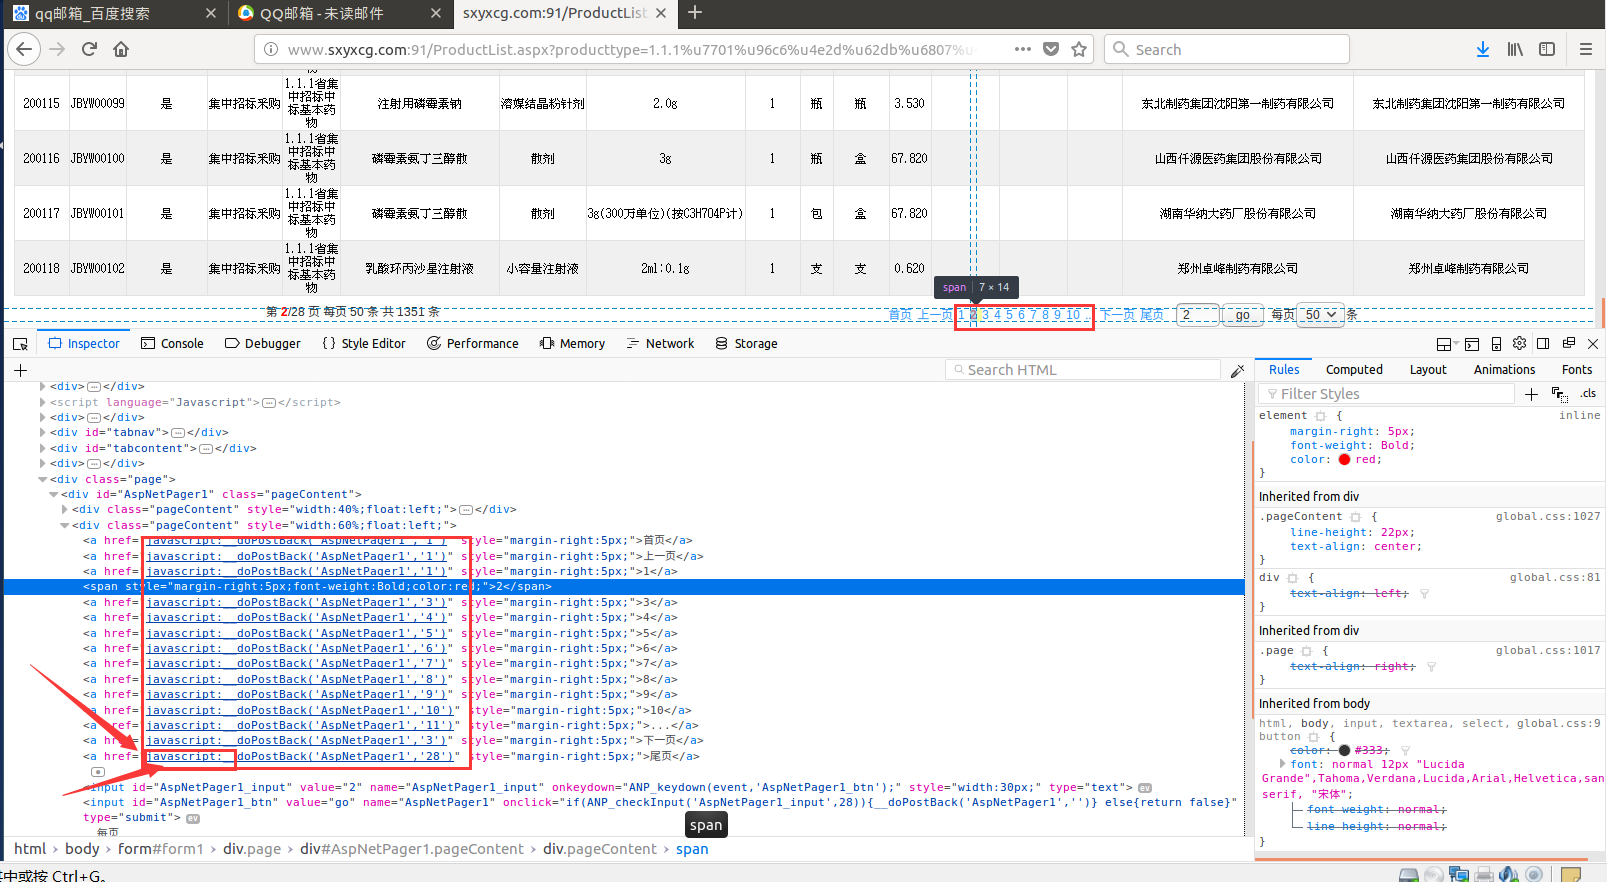 qq邮箱_百度搜索
QQ邮箱 - 未读邮件
sxyxcg.com:91/ProductList
www.sxyxcg.com:91/ProductList.aspx?producttype=1.1.1%u7701%u96c6%u4e2d%u62db%u6807%u
Search
200115 JBYW00099 是 集中招标采购 1.1.1省集中招标中标基本药物 注射用磷霉素钠 溶媒结晶粉针剂 2.0g 1 瓶 瓶 3.530 东北制药集团沈阳第一制药有限公司 东北制药集团沈阳第一制药有限公司
200116 JBYW00100 是 集中招标采购 1.1.1省集中招标中标基本药物 磷霉素氨丁三醇散 散剂 3g 1 瓶 盒 67.820 山西仟源医药集团股份有限公司 山西仟源医药集团股份有限公司
200117 JBYW00101 是 集中招标采购 1.1.1省集中招标中标基本药物 磷霉素氨丁三醇散 散剂 3g(300万单位)(按C3H7O4P计) 1 包 盒 67.820 湖南华纳大药厂股份有限公司 湖南华纳大药厂股份有限公司
200118 JBYW00102 是 集中招标采购 1.1.1省集中招标中标基本药物 乳酸环丙沙星注射液 小容量注射液 2ml:0.1g 1 支 支 0.620 郑州卓峰制药有限公司 郑州卓峰制药有限公司
span 7 × 14
第 2/28 页 每页 50 条 共 1351 条
首页 上一页 1 2 3 4 5 6 7 8 9 10 ... 下一页 尾页 2 go 每页 50 条
Inspector Console Debugger Style Editor Performance Memory Network Storage
Search HTML
<div>…</div>
<script language="Javascript">…</script>
<div>…</div>
<div id="tabnav">…</div>
<div id="tabcontent">…</div>
<div>…</div>
<div class="page">
<div id="AspNetPager1" class="pageContent">
<div class="pageContent" style="width:40%;float:left;">…</div>
<div class="pageContent" style="width:60%;float:left;">
<a href="javascript:__doPostBack('AspNetPager1','1')" style="margin-right:5px;">首页</a>
<a href="javascript:__doPostBack('AspNetPager1','1')" style="margin-right:5px;">上一页</a>
<a href="javascript:__doPostBack('AspNetPager1','1')" style="margin-right:5px;">1</a>
<span style="margin-right:5px;font-weight:Bold;color:red;">2</span>
<a href="javascript:__doPostBack('AspNetPager1','3')" style="margin-right:5px;">3</a>
<a href="javascript:__doPostBack('AspNetPager1','4')" style="margin-right:5px;">4</a>
<a href="javascript:__doPostBack('AspNetPager1','5')" style="margin-right:5px;">5</a>
<a href="javascript:__doPostBack('AspNetPager1','6')" style="margin-right:5px;">6</a>
<a href="javascript:__doPostBack('AspNetPager1','7')" style="margin-right:5px;">7</a>
<a href="javascript:__doPostBack('AspNetPager1','8')" style="margin-right:5px;">8</a>
<a href="javascript:__doPostBack('AspNetPager1','9')" style="margin-right:5px;">9</a>
<a href="javascript:__doPostBack('AspNetPager1','10')" style="margin-right:5px;">10</a>
<a href="javascript:__doPostBack('AspNetPager1','11')" style="margin-right:5px;">...</a>
<a href="javascript:__doPostBack('AspNetPager1','3')" style="margin-right:5px;">下一页</a>
<a href="javascript:__doPostBack('AspNetPager1','28')" style="margin-right:5px;">尾页</a>
<input id="AspNetPager1_input" value="2" name="AspNetPager1_input" onkeydown="ANP_keydown(event,'AspNetPager1_btn');" style="width:30px;" type="text"> ev
<input id="AspNetPager1_btn" value="go" name="AspNetPager1" onclick="if(ANP_checkInput('AspNetPager1_input',28)){__doPostBack('AspNetPager1','')} else{return false}"
type="submit"> ev
每页
span
html › body › form#form1 › div.page › div#AspNetPager1.pageContent › div.pageContent › span
Rules Computed Layout Animations Fonts
Filter Styles
.cls
element { inline
margin-right: 5px;
font-weight: Bold;
color: red;
}
Inherited from div
.pageContent { global.css:1027
line-height: 22px;
text-align: center;
}
div { global.css:81
text-align: left;
}
Inherited from div
.page { global.css:1017
text-align: right;
}
Inherited from body
html, body, input, textarea, select, global.css:9
button {
color: #333;
font: normal 12px "Lucida
Grande",Tahoma,Verdana,Lucida,Arial,Helvetica,san
serif, "宋体";
font-weight: normal;
line-height: normal;
}
中或按 Ctrl+G。